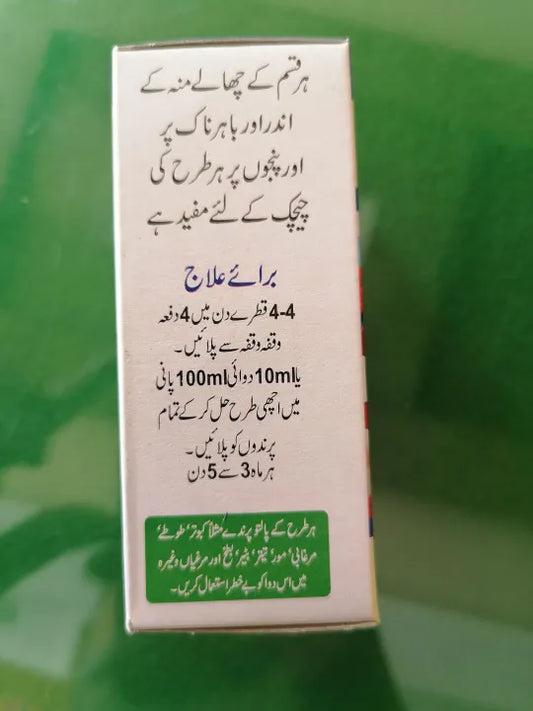 ہر قسم کے چھالے منہ کے
اندر اور باہر ناک پر
اور پنجوں پر ہر طرح کی
چیچک کے لئے مفید ہے
برائے علاج
4-4 قطرے دن میں 4 دفعہ
وقفہ وقفہ سے پلائیں۔
یا 10ml دوائی 100ml پانی
میں اچھی طرح حل کر کے تمام
پرندوں کو پلائیں۔
ہر ماہ 3 سے 5 دن
ہر طرح کے پالتو پرندے مثلاً کبوتر‘ طوطے‘
مرغابی‘ مور‘ تیتر‘ بٹیر‘ بطخ اور مرغیاں وغیرہ
میں اس دوا کو بے خطر استعمال کریں۔